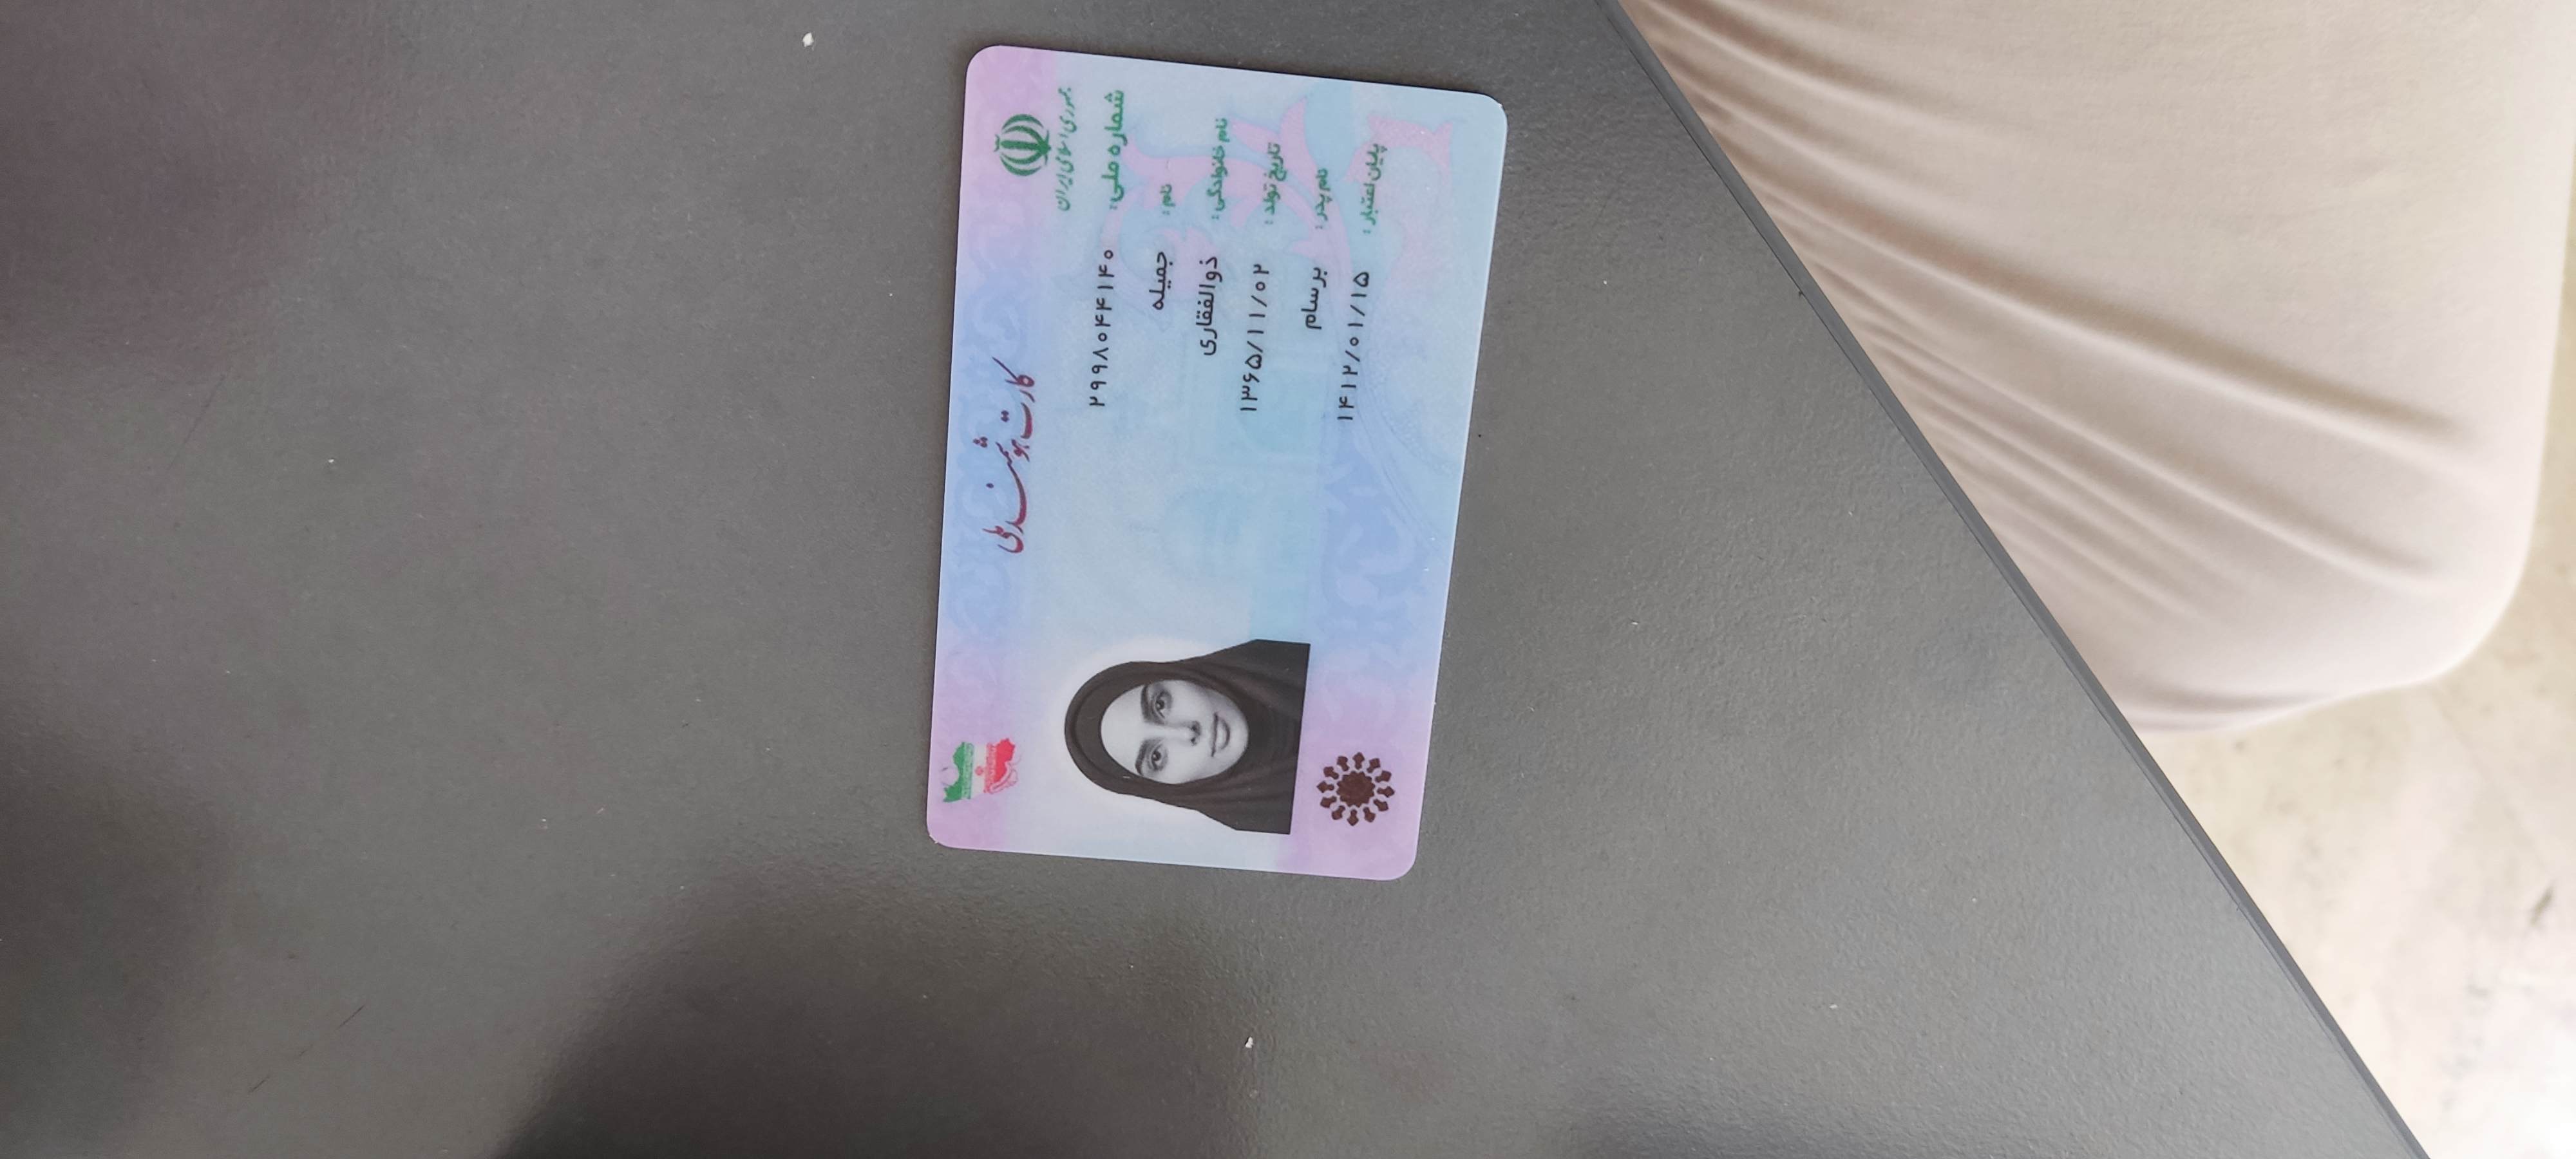 جمهوری اسلامی ایران
کارت هوشمند ملی
شماره ملی: ۲۹۹۸۰۴۴۱۴۰
نام: جمیله
نام خانوادگی: ذوالفقاری
تاریخ تولد: ۱۳۶۵/۱۱/۰۲
نام پدر: برسام
پایان اعتبار: ۱۴۱۲/۰۱/۱۵